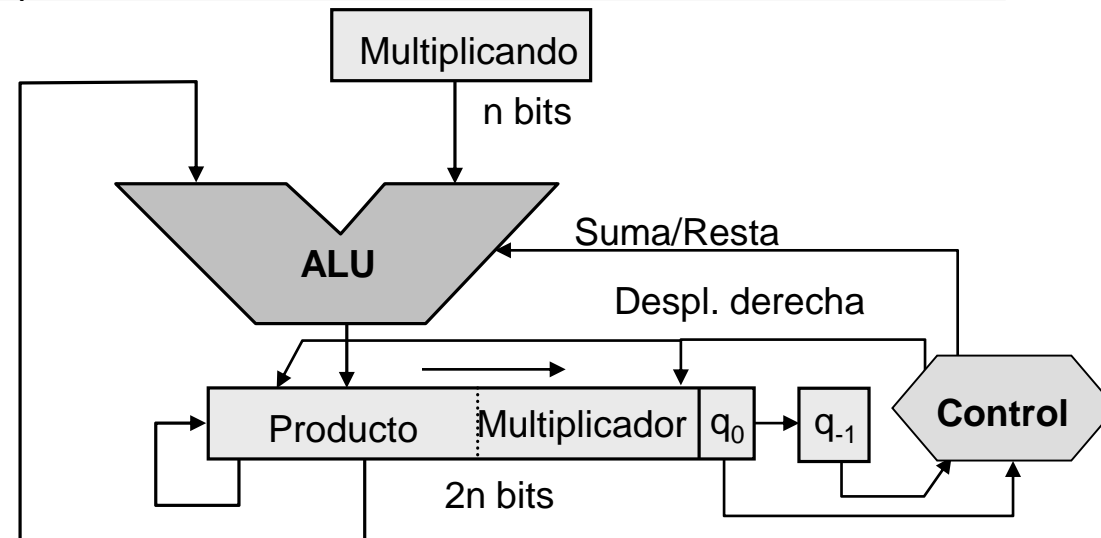 Multiplicando
n bits
Suma/Resta
ALU
Despl. derecha
Producto Multiplicador q₀ q₋₁ Control
2n bits